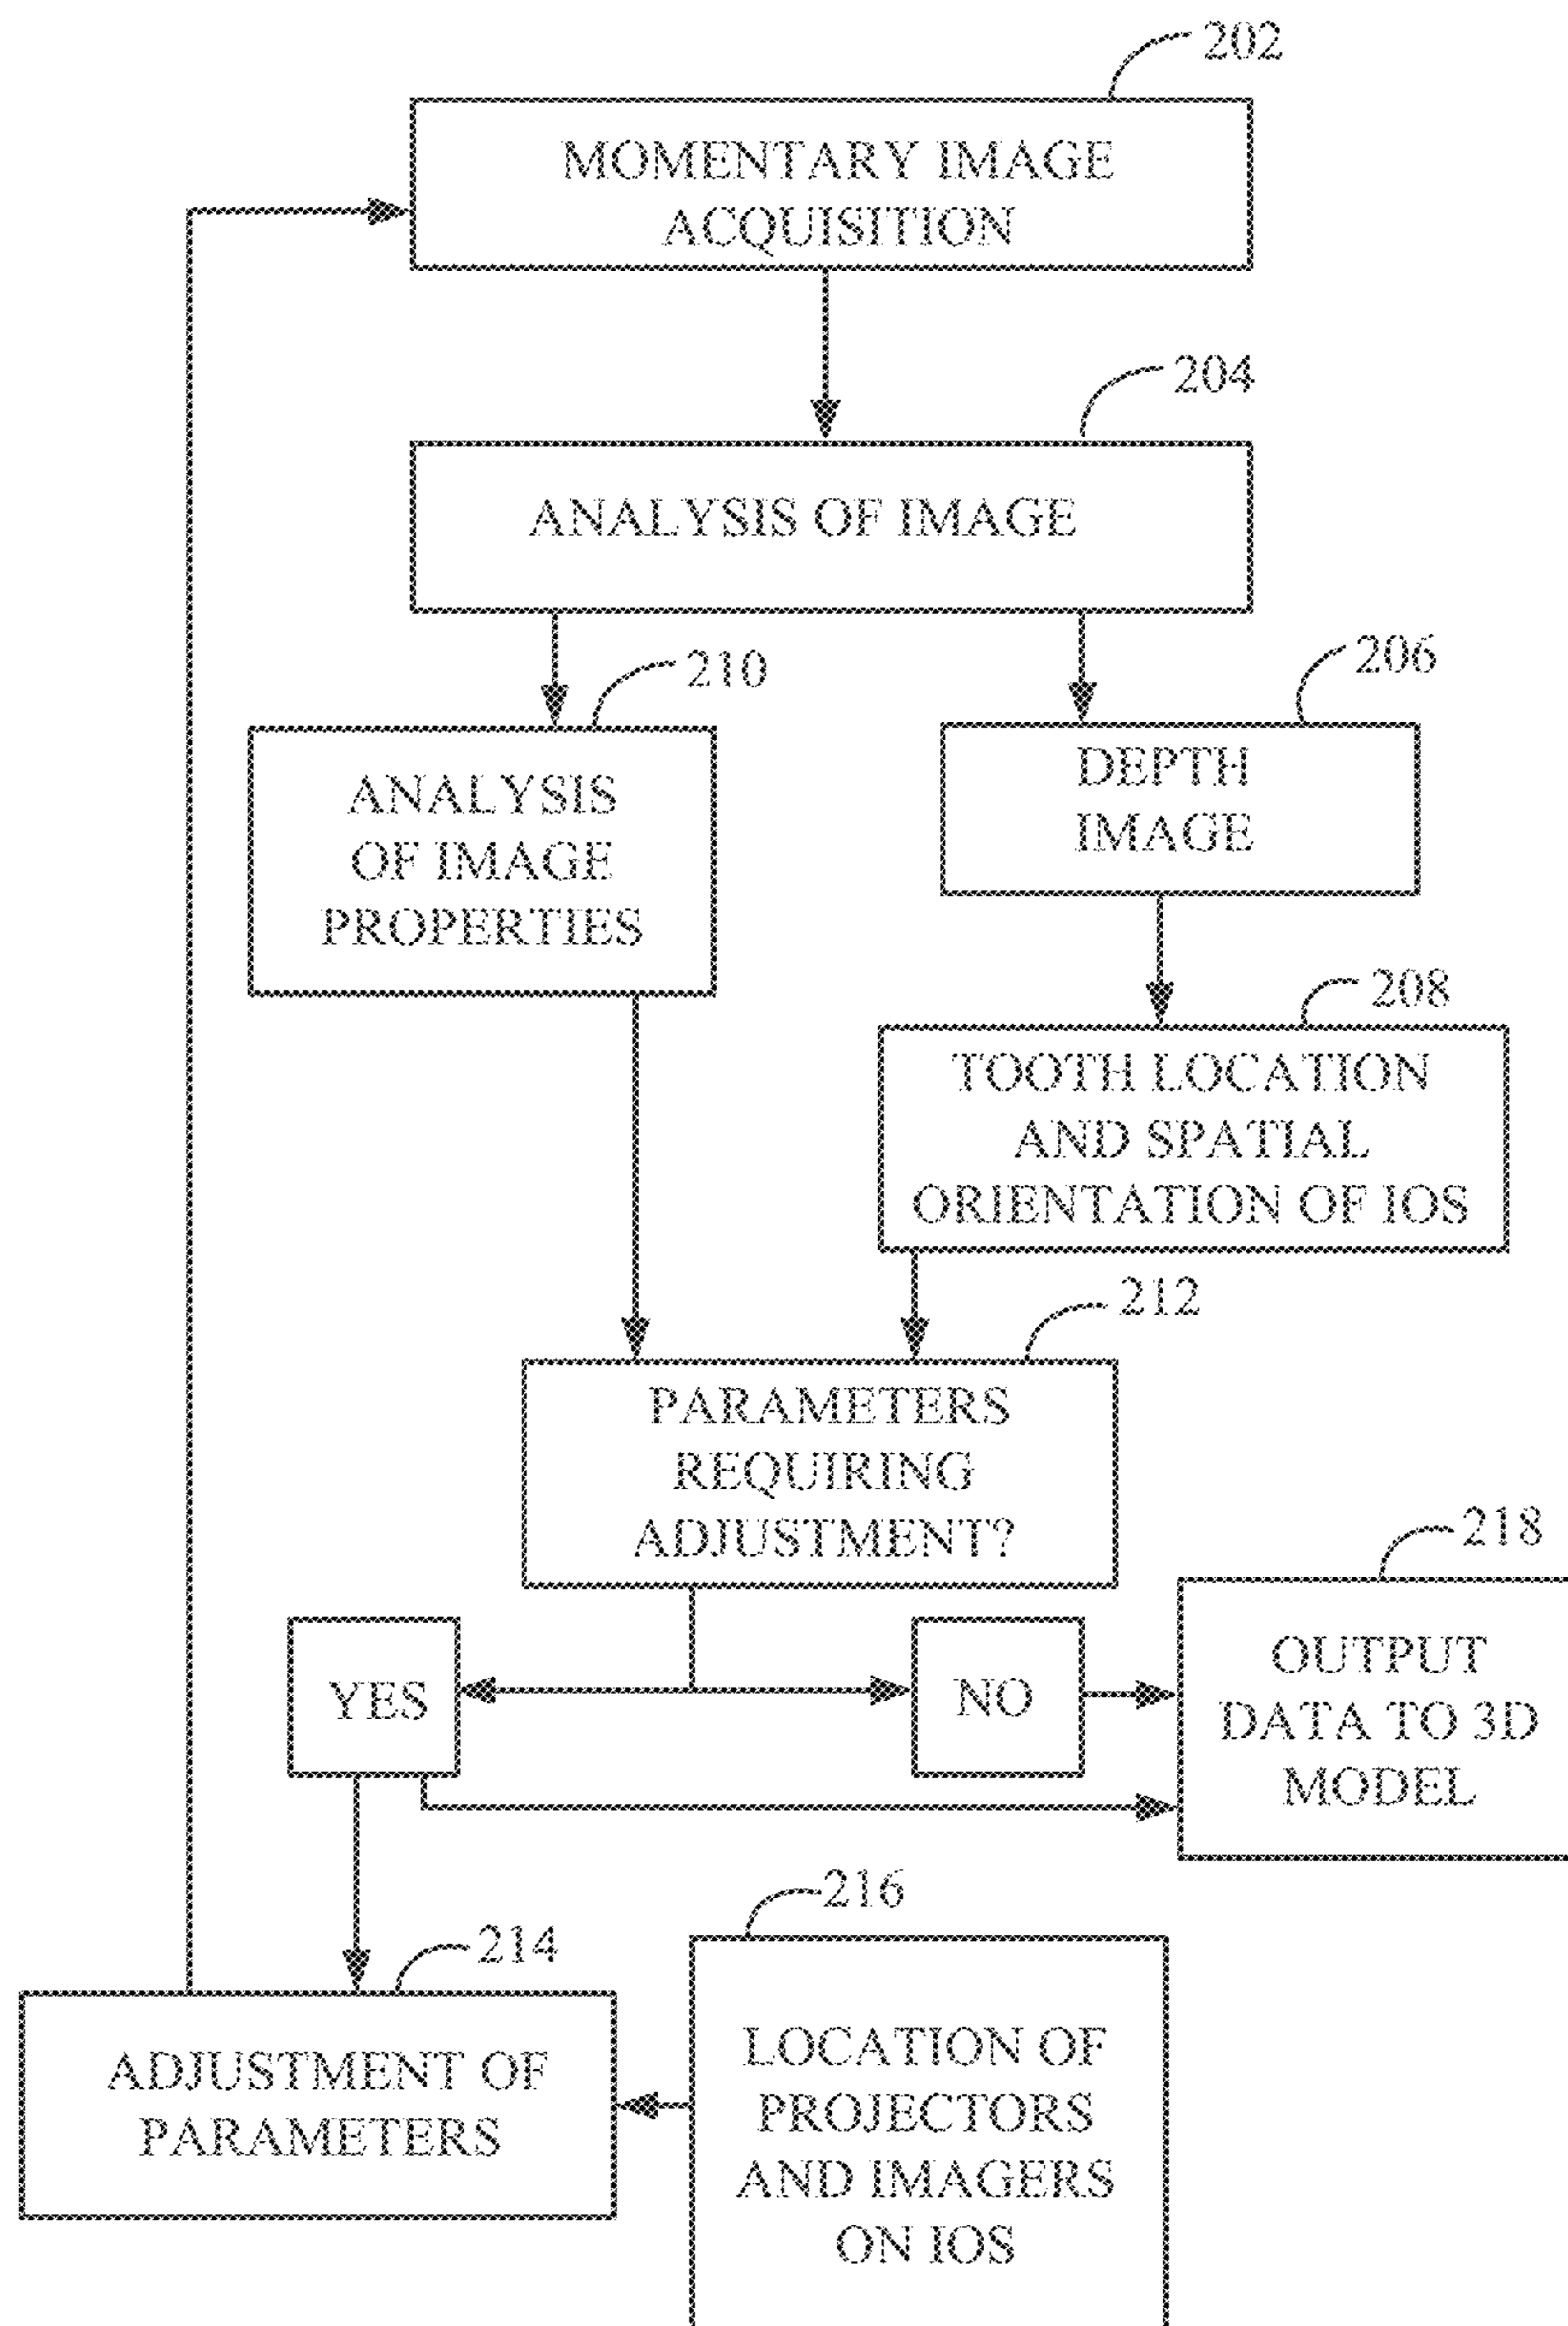 202
MOMENTARY IMAGE
ACQUISITION
204
ANALYSIS OF IMAGE
210
206
ANALYSIS
OF IMAGE
PROPERTIES
DEPTH
IMAGE
208
TOOTH LOCATION
AND SPATIAL
ORIENTATION OF IOS
212
PARAMETERS
REQUIRING
ADJUSTMENT?
218
YES
NO
OUTPUT
DATA TO 3D
MODEL
216
214
ADJUSTMENT OF
PARAMETERS
LOCATION OF
PROJECTORS
AND IMAGERS
ON IOS